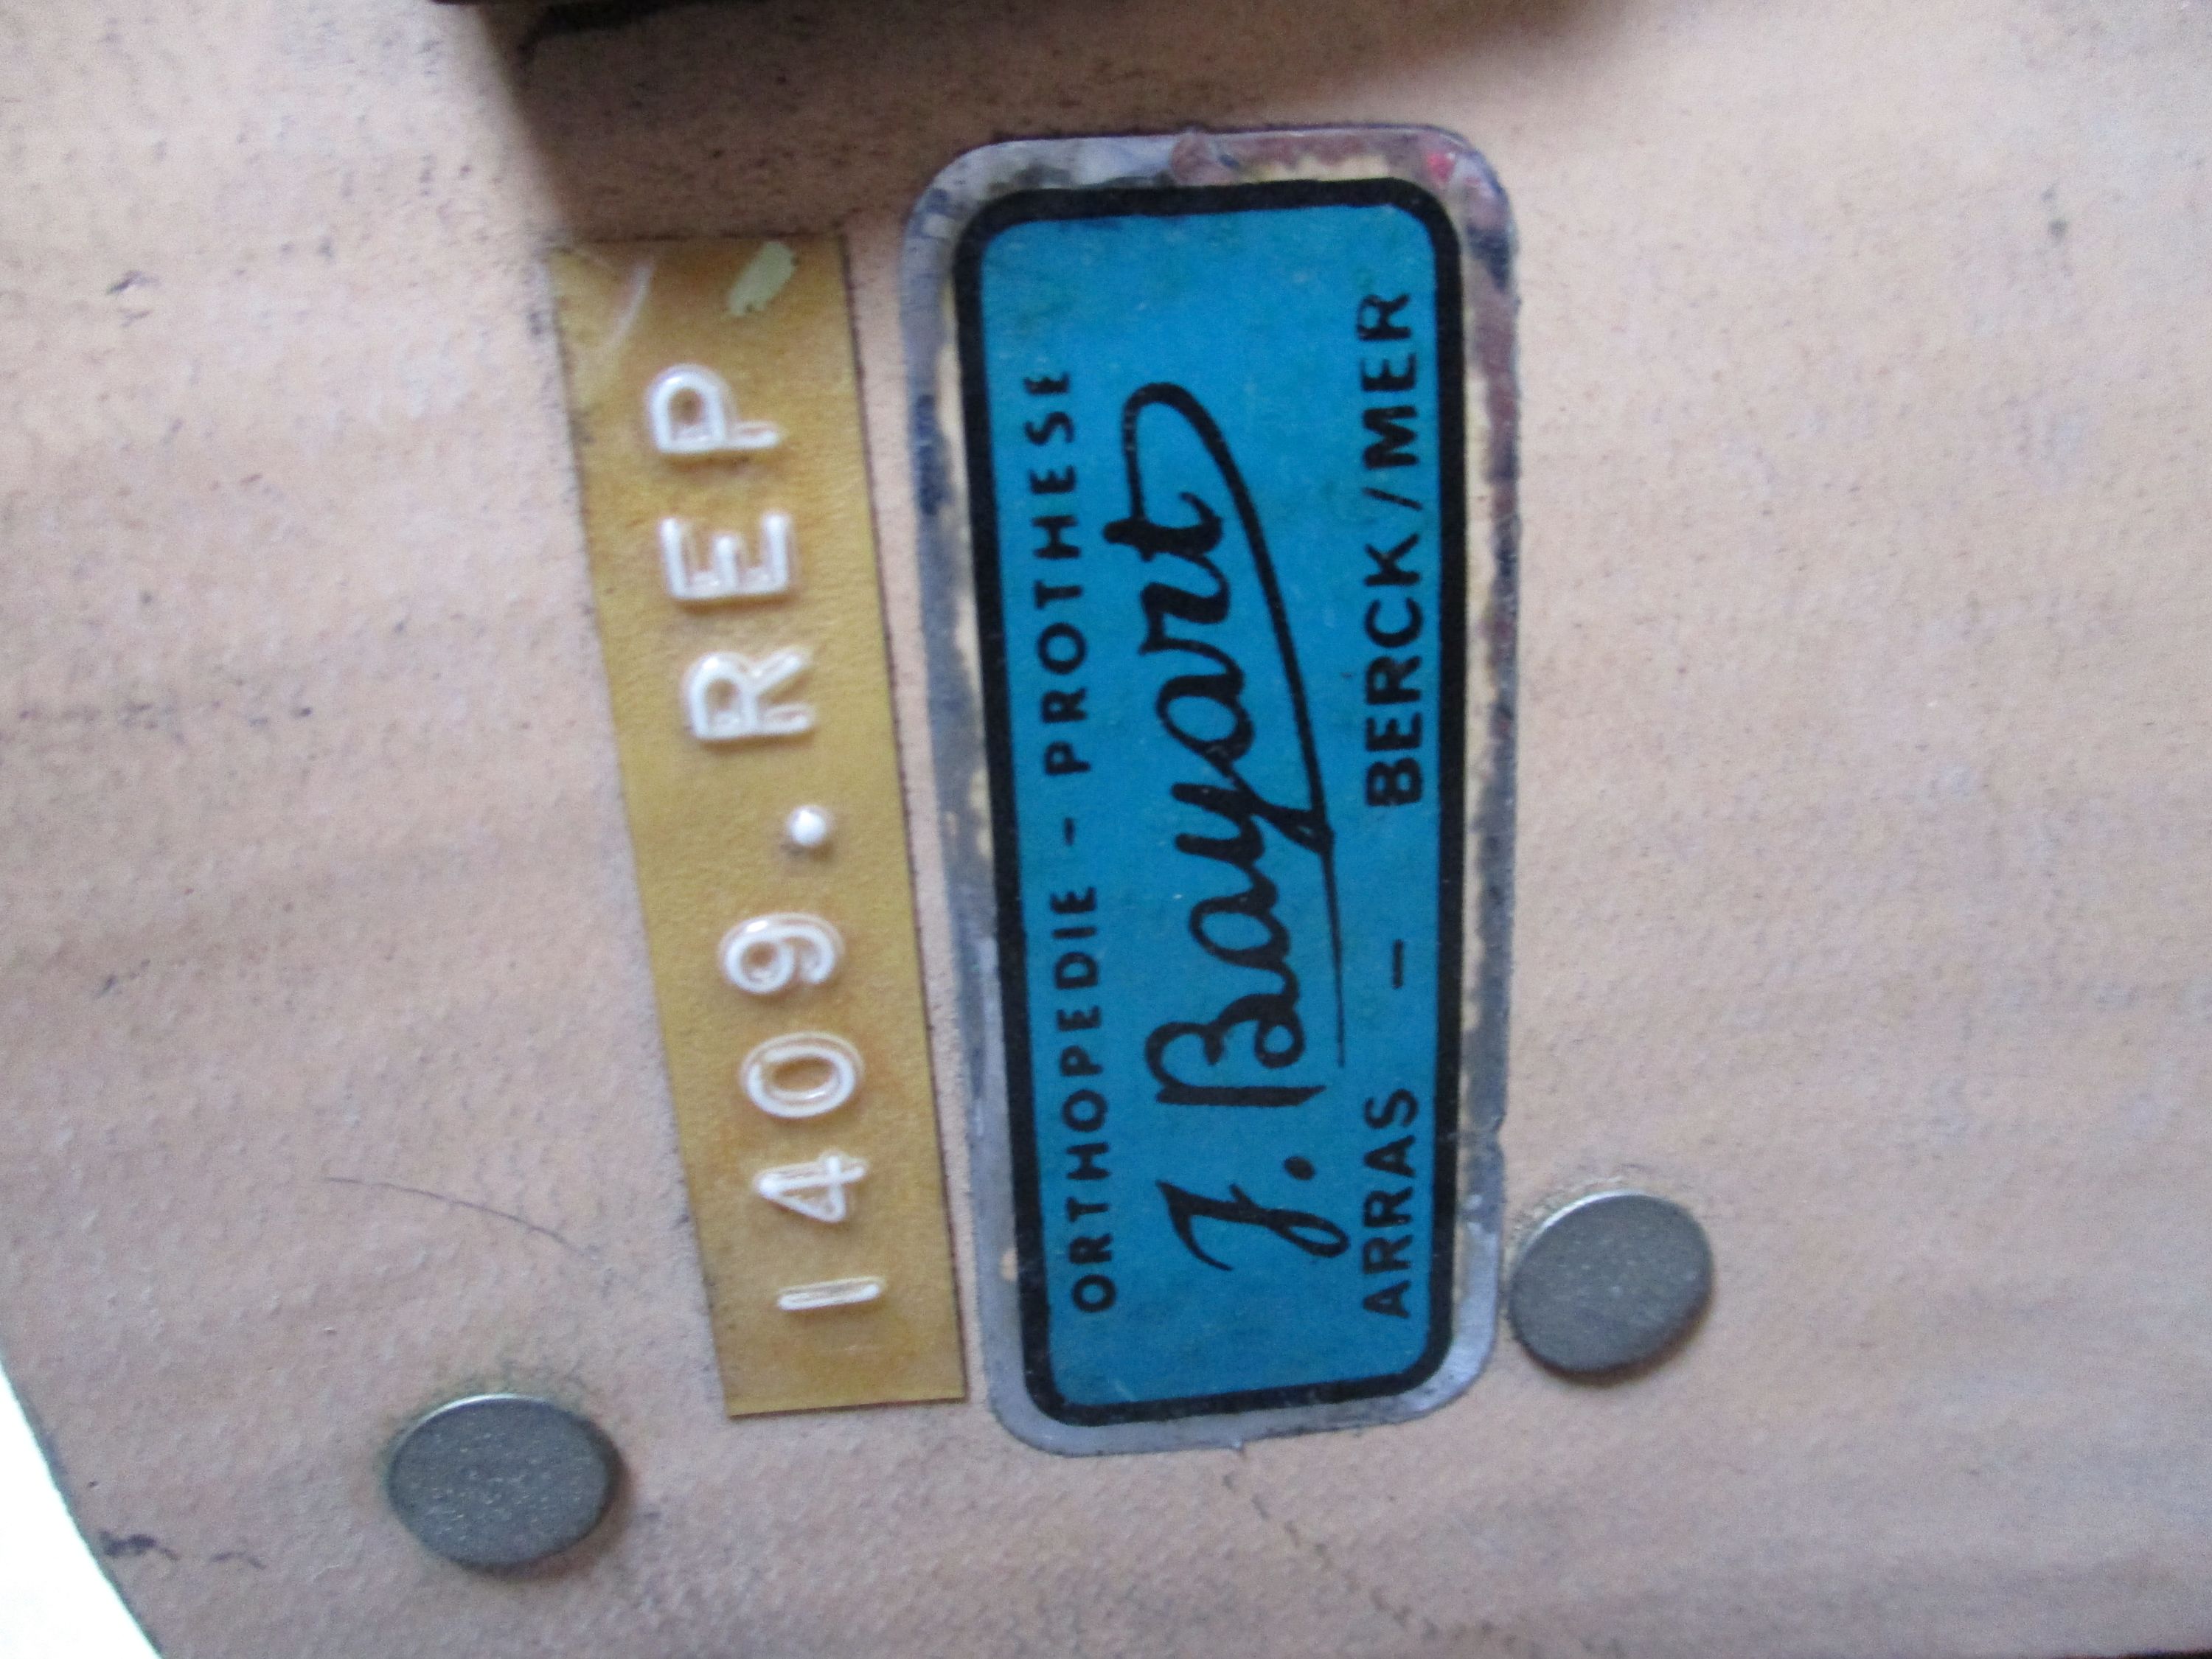 1409.REP
ORTHOPEDIE - PROTHESE
J. Bayart
ARRAS - BERCK/MER